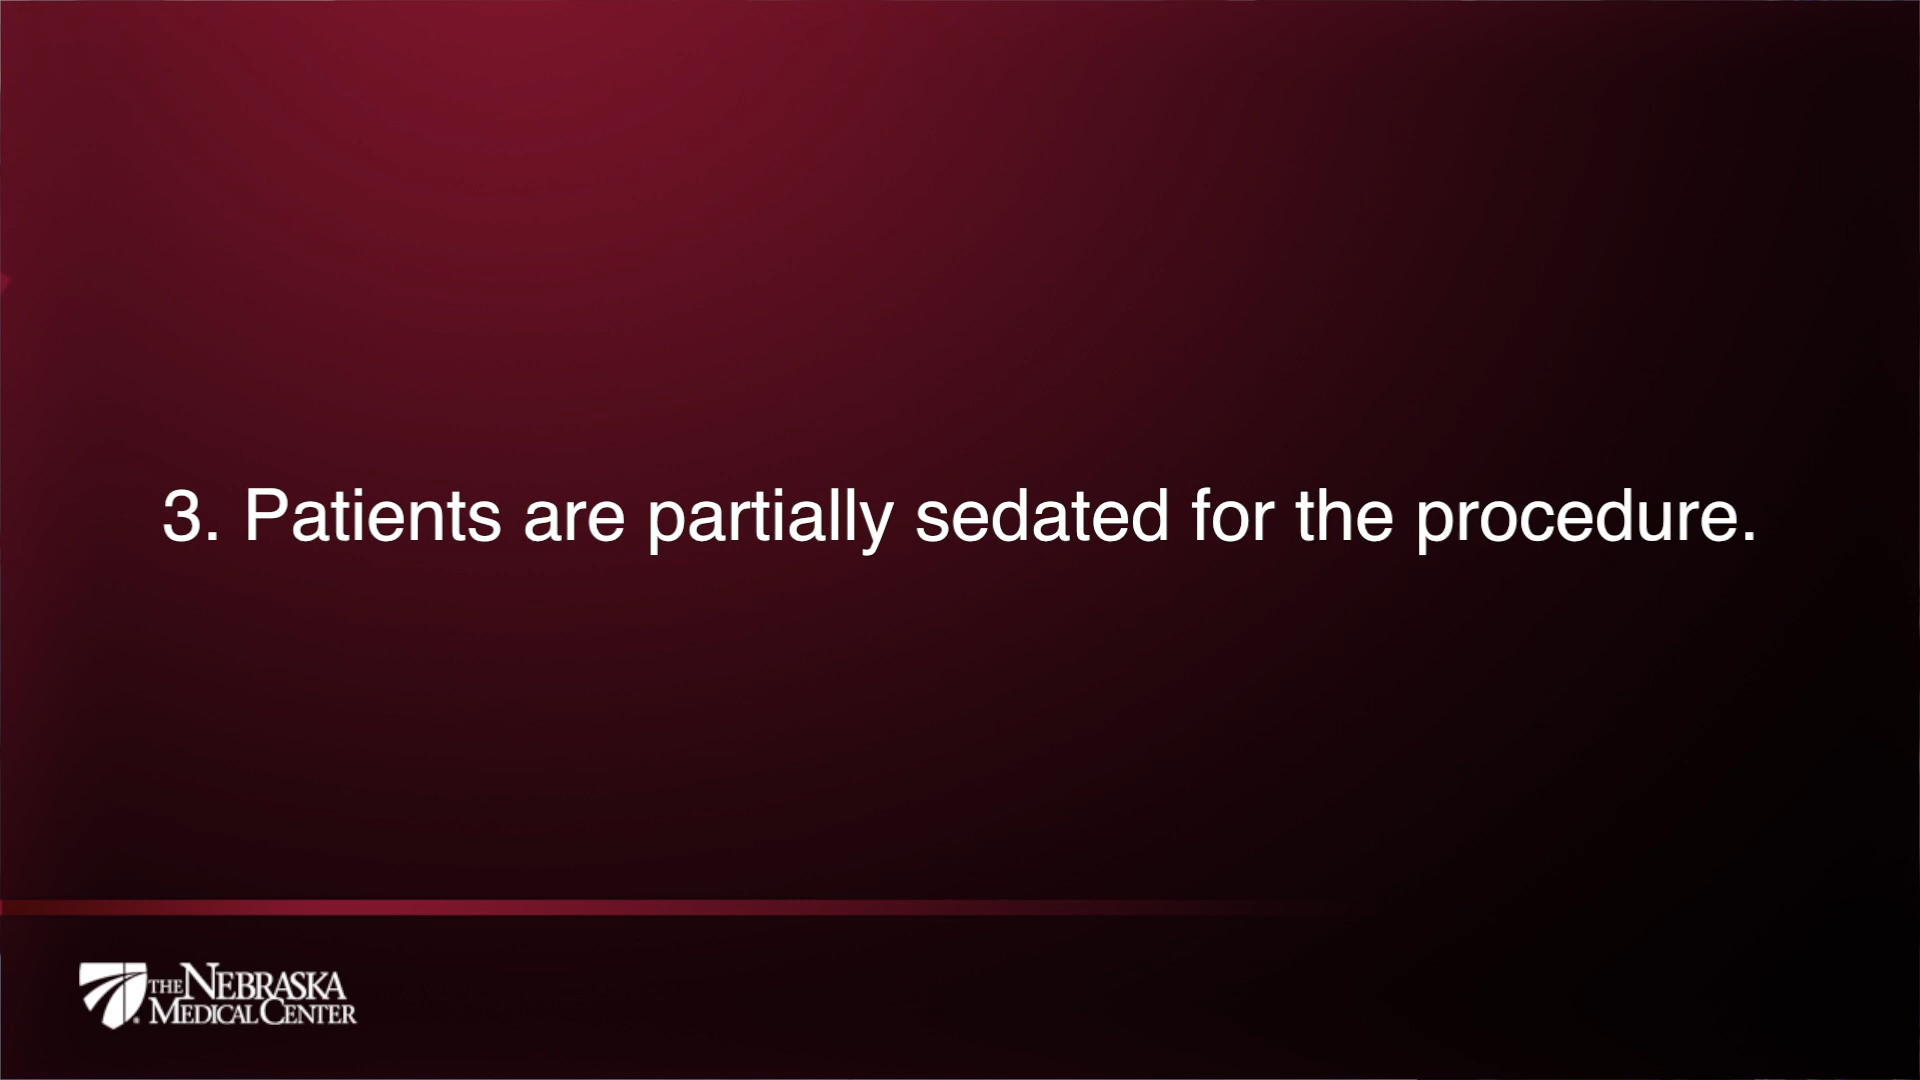 3. Patients are partially sedated for the procedure.
THE NEBRASKA
MEDICAL CENTER